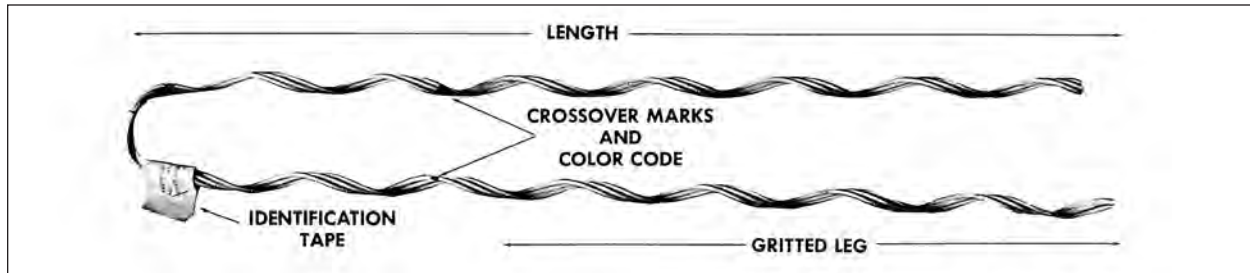 LENGTH
CROSSOVER MARKS
AND
COLOR CODE
IDENTIFICATION
TAPE
GRITTED LEG